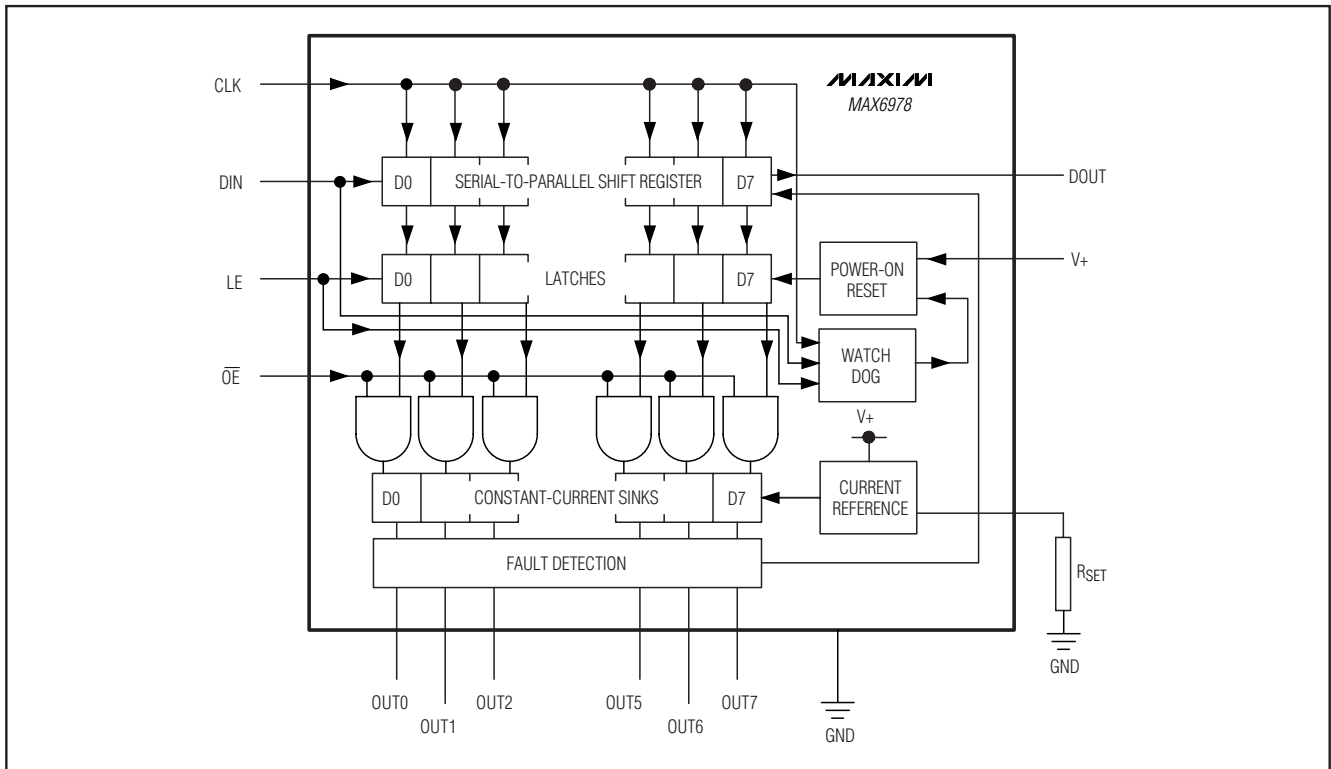 MAXIM
MAX6978
CLK
DIN
D0
SERIAL-TO-PARALLEL SHIFT REGISTER
D7
DOUT
LE
D0
LATCHES
D7
POWER-ON
RESET
V+
WATCH
DOG
OE
V+
D0
CONSTANT-CURRENT SINKS
D7
CURRENT
REFERENCE
FAULT DETECTION
RSET
GND
OUT0
OUT1
OUT2
OUT5
OUT6
OUT7
GND